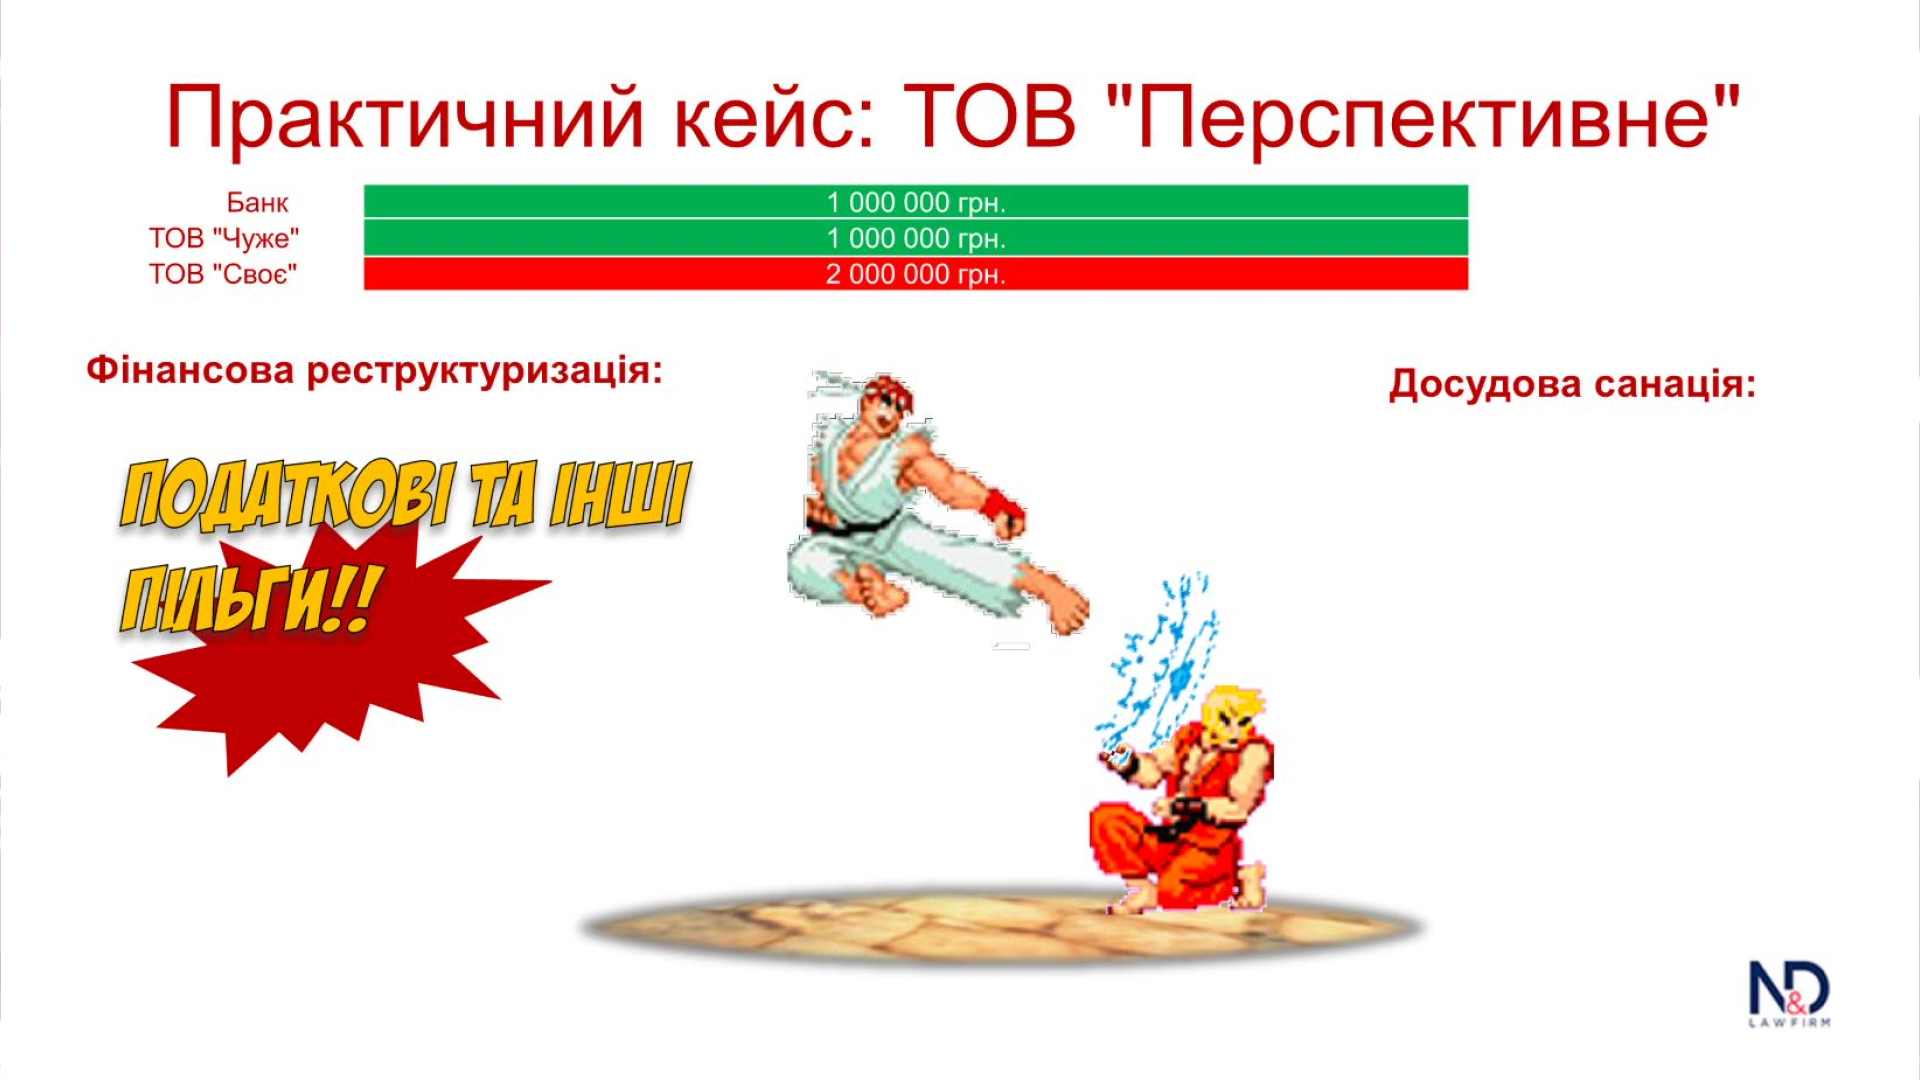 Практичний кейс: ТОВ "Перспективне"
Банк 1 000 000 грн.
ТОВ "Чуже" 1 000 000 грн.
ТОВ "Своє" 2 000 000 грн.
Фінансова реструктуризація:
Досудова санація:
ПОДАТКОВІ ТА ІНШІ
ПІЛЬГИ!!
N&D
LAW FIRM